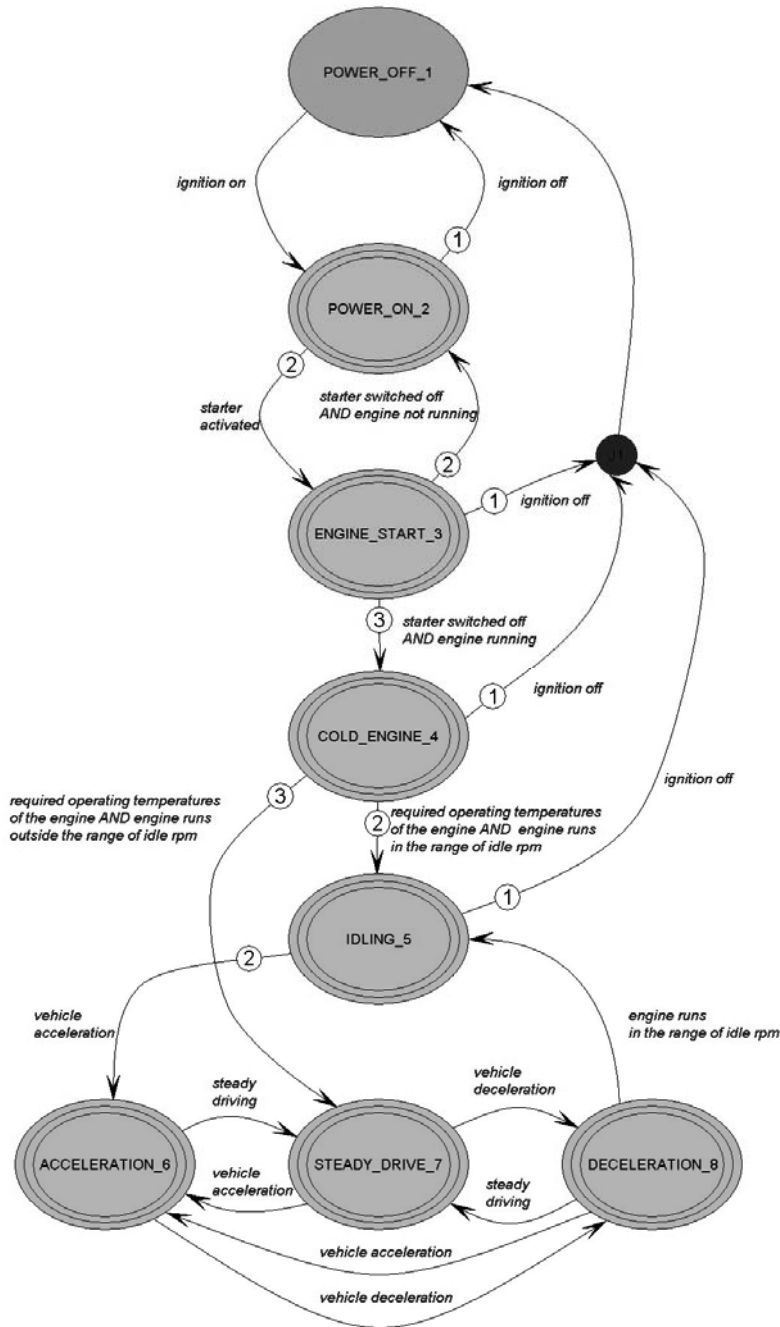 POWER_OFF_1
ignition on
ignition off
1
POWER_ON_2
2
starter
activated
starter switched off
AND engine not running
2
J1
1
ignition off
ENGINE_START_3
3
starter switched off
AND engine running
1
ignition off
COLD_ENGINE_4
3
required operating temperatures
of the engine AND engine runs
outside the range of idle rpm
2
required operating temperatures
of the engine AND engine runs
in the range of idle rpm
ignition off
1
IDLING_5
2
vehicle
acceleration
engine runs
in the range of idle rpm
steady
driving
vehicle
deceleration
ACCELERATION_6
STEADY_DRIVE_7
DECELERATION_8
vehicle
acceleration
steady
driving
vehicle acceleration
vehicle deceleration